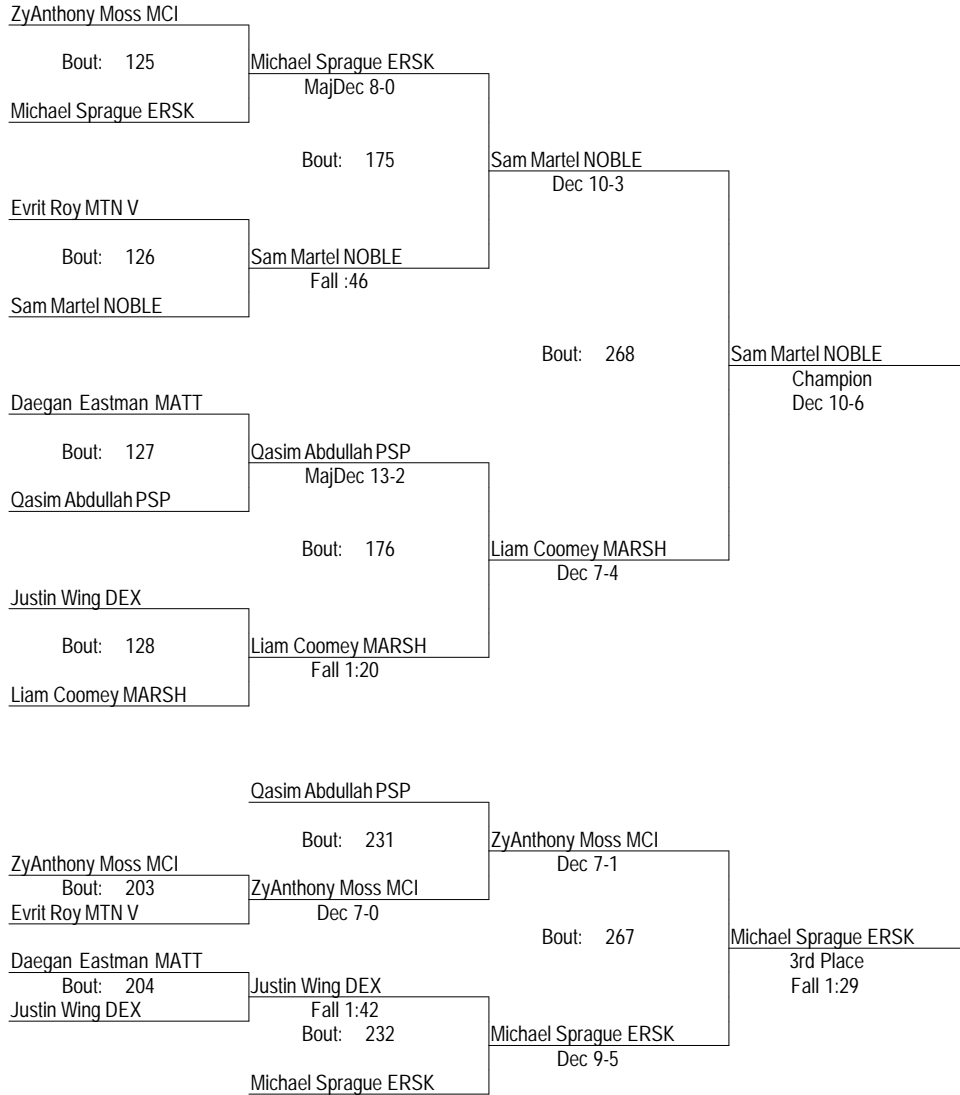 ZyAnthony Moss MCI
Bout: 125
Michael Sprague ERSK
MajDec 8-0
Michael Sprague ERSK
Bout: 175
Sam Martel NOBLE
Dec 10-3
Evrit Roy MTN V
Bout: 126
Sam Martel NOBLE
Fall :46
Sam Martel NOBLE
Bout: 268
Sam Martel NOBLE
Champion
Dec 10-6
Daegan Eastman MATT
Bout: 127
Qasim Abdullah PSP
MajDec 13-2
Qasim Abdullah PSP
Bout: 176
Liam Coomey MARSH
Dec 7-4
Justin Wing DEX
Bout: 128
Liam Coomey MARSH
Fall 1:20
Liam Coomey MARSH
Qasim Abdullah PSP
Bout: 231
ZyAnthony Moss MCI
Dec 7-1
ZyAnthony Moss MCI
Bout: 203
ZyAnthony Moss MCI
Evrit Roy MTN V
Dec 7-0
Bout: 267
Michael Sprague ERSK
3rd Place
Fall 1:29
Daegan Eastman MATT
Bout: 204
Justin Wing DEX
Justin Wing DEX
Fall 1:42
Bout: 232
Michael Sprague ERSK
Dec 9-5
Michael Sprague ERSK